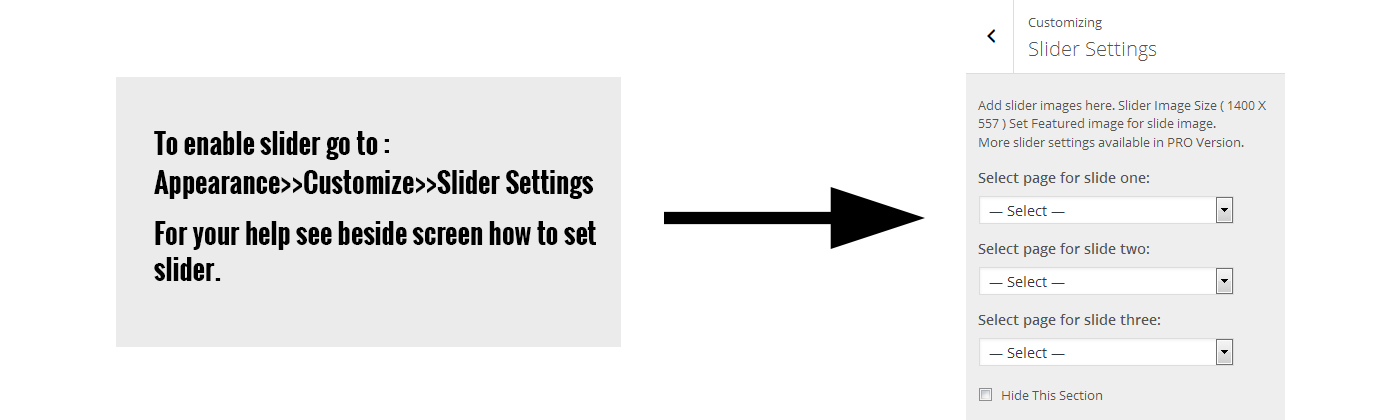 To enable slider go to :
Appearance>>Customize>>Slider Settings
For your help see beside screen how to set
slider.
Customizing
Slider Settings
Add slider images here. Slider Image Size ( 1400 X
557 ) Set Featured image for slide image.
More slider settings available in PRO Version.
Select page for slide one:
— Select —
Select page for slide two:
— Select —
Select page for slide three:
— Select —
Hide This Section